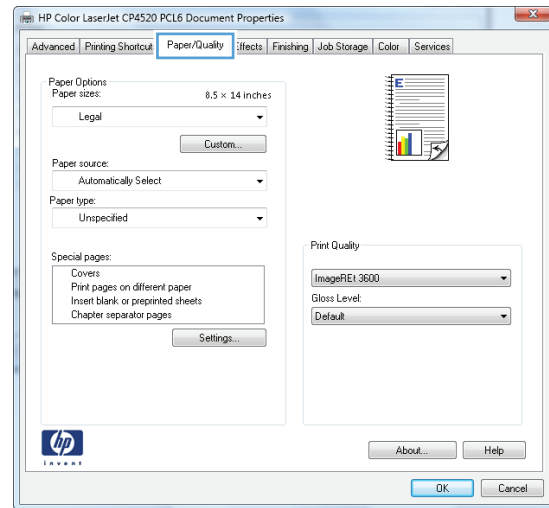 HP Color LaserJet CP4520 PCL6 Document Properties
Advanced Printing Shortcut Paper/Quality Effects Finishing Job Storage Color Services
Paper Options
Paper sizes: 8.5 × 14 inches
Legal
Custom...
Paper source:
Automatically Select
Paper type:
Unspecified
Special pages:
Covers
Print pages on different paper
Insert blank or preprinted sheets
Chapter separator pages
Settings...
E
Print Quality
ImageREt 3600
Gloss Level:
Default
hp
invent
About... Help
OK Cancel